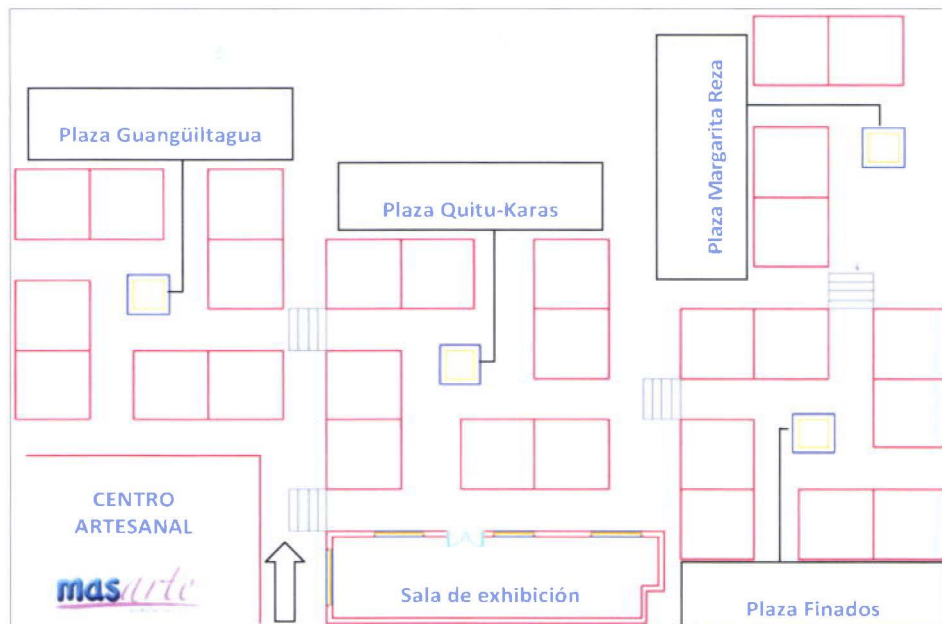 Plaza Guangüiltagua
Plaza Quitu-Karas
Plaza Margarita Reza
CENTRO
ARTESANAL
masarte
Sala de exhibición
Plaza Finados